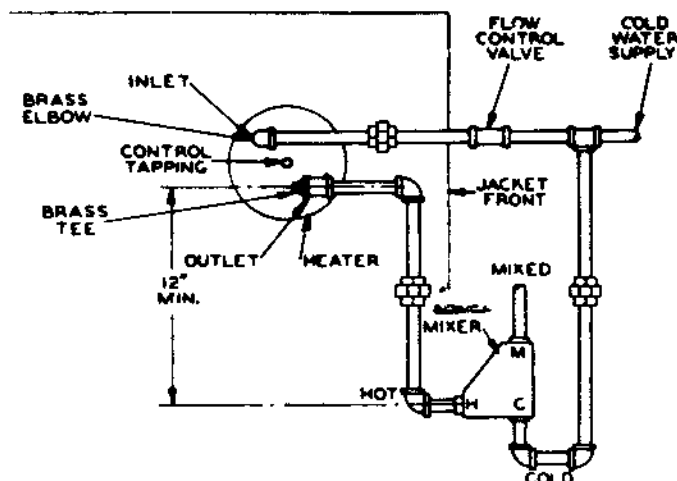 FLOW
CONTROL
VALVE
COLD
WATER
SUPPLY
INLET
BRASS
ELBOW
CONTROL
TAPPING
BRASS
TEE
OUTLET
HEATER
JACKET
FRONT
12"
MIN.
MIXED
MIXER
M
HOT
H
C
COLD